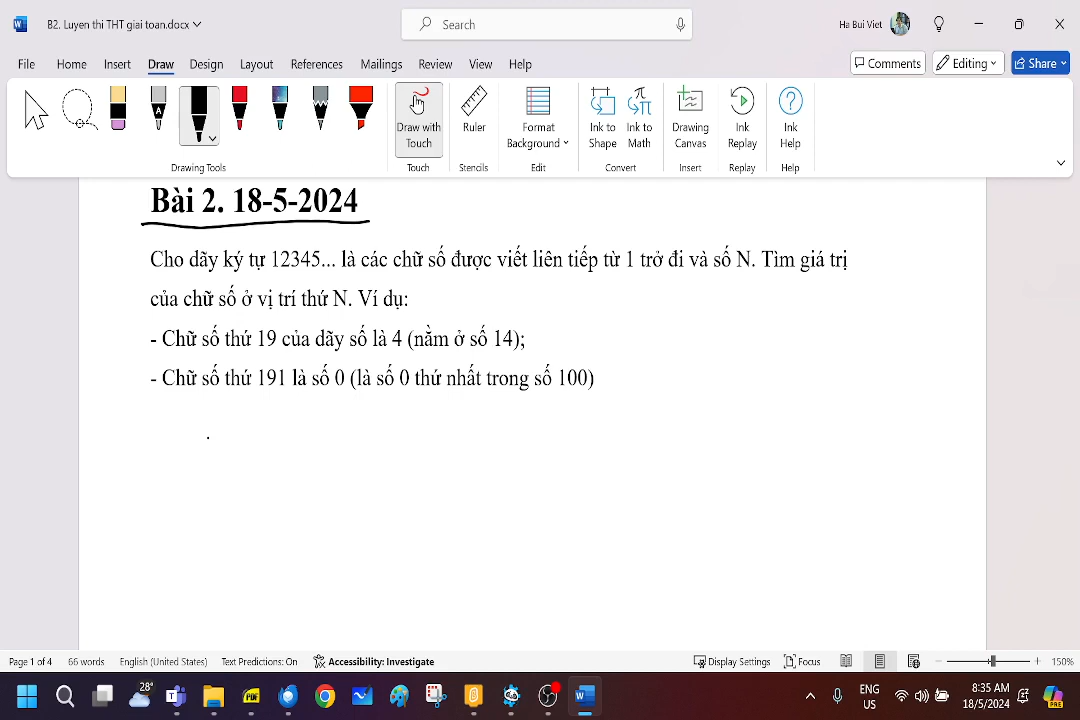 B2. Luyen thi THT giai toan.docx
Search
Ha Bui Viet
File Home Insert Draw Design Layout References Mailings Review View Help
Comments Editing Share
Draw with Touch
Ruler
Format Background
Ink to Shape
Ink to Math
Drawing Canvas
Ink Replay
Ink Help
Drawing Tools Touch Stencils Edit Convert Insert Replay Help
Bài 2. 18-5-2024
Cho dãy ký tự 12345... là các chữ số được viết liên tiếp từ 1 trở đi và số N. Tìm giá trị
của chữ số ở vị trí thứ N. Ví dụ:
- Chữ số thứ 19 của dãy số là 4 (nằm ở số 14);
- Chữ số thứ 191 là số 0 (là số 0 thứ nhất trong số 100)
Page 1 of 4 66 words English (United States) Text Predictions: On Accessibility: Investigate Display Settings Focus 150%
28°
ENG
US
8:35 AM
18/5/2024